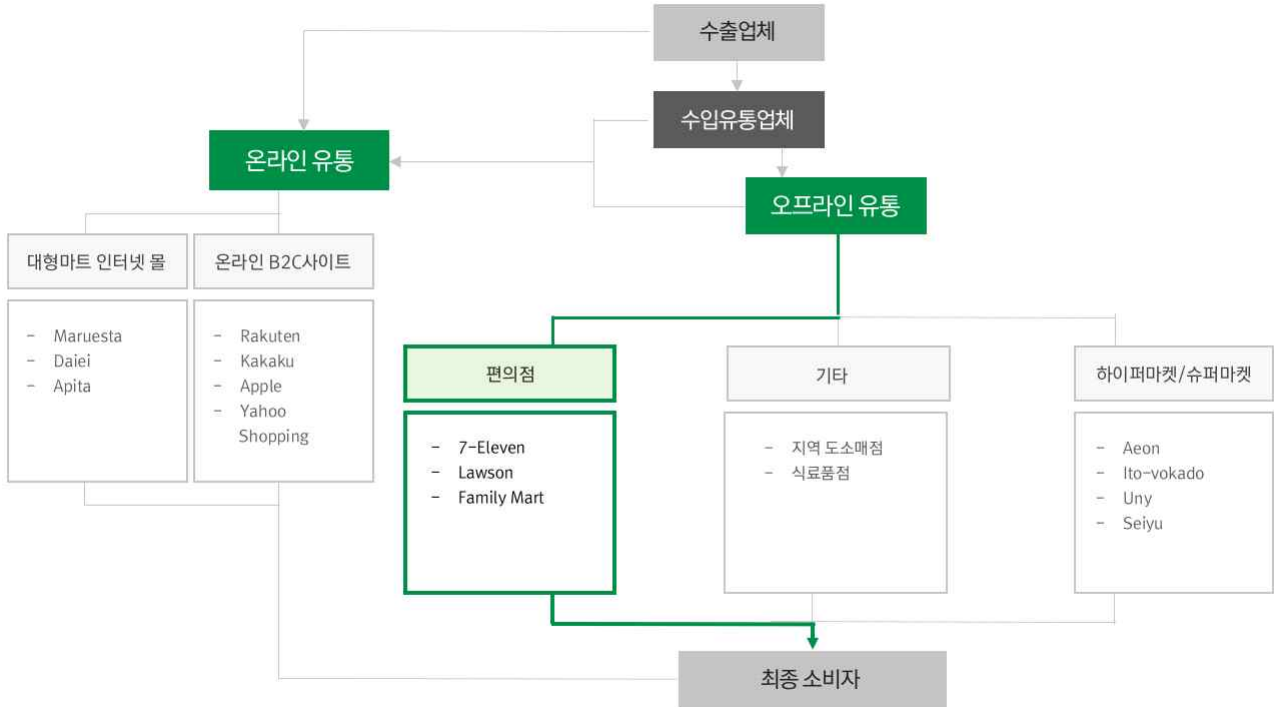 수출업체
수입유통업체
온라인 유통
오프라인 유통
대형마트 인터넷 몰
- Maruesta
- Daiei
- Apita
온라인 B2C사이트
- Rakuten
- Kakaku
- Apple
- Yahoo
Shopping
편의점
- 7-Eleven
- Lawson
- Family Mart
기타
- 지역 도소매점
- 식료품점
하이퍼마켓/슈퍼마켓
- Aeon
- Ito-vokado
- Uny
- Seiyu
최종 소비자